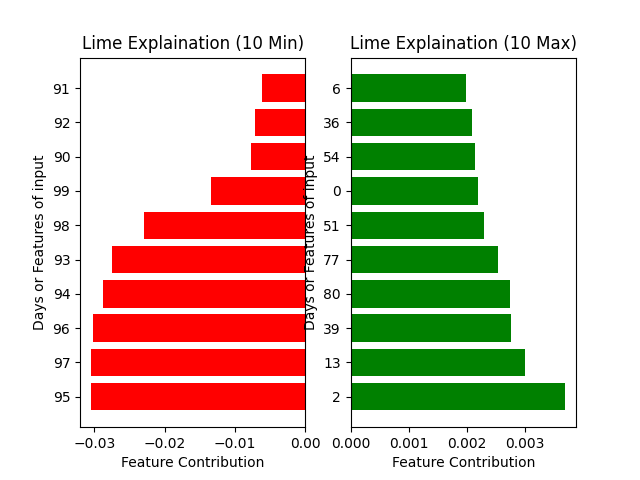 Lime Explaination (10 Min)
Days or Features of input
91
92
90
99
98
93
94
96
97
95
−0.03 −0.02 −0.01 0.00
Feature Contribution
Lime Explaination (10 Max)
Days or Features of input
6
36
54
0
51
77
80
39
13
2
0.000 0.001 0.002 0.003
Feature Contribution